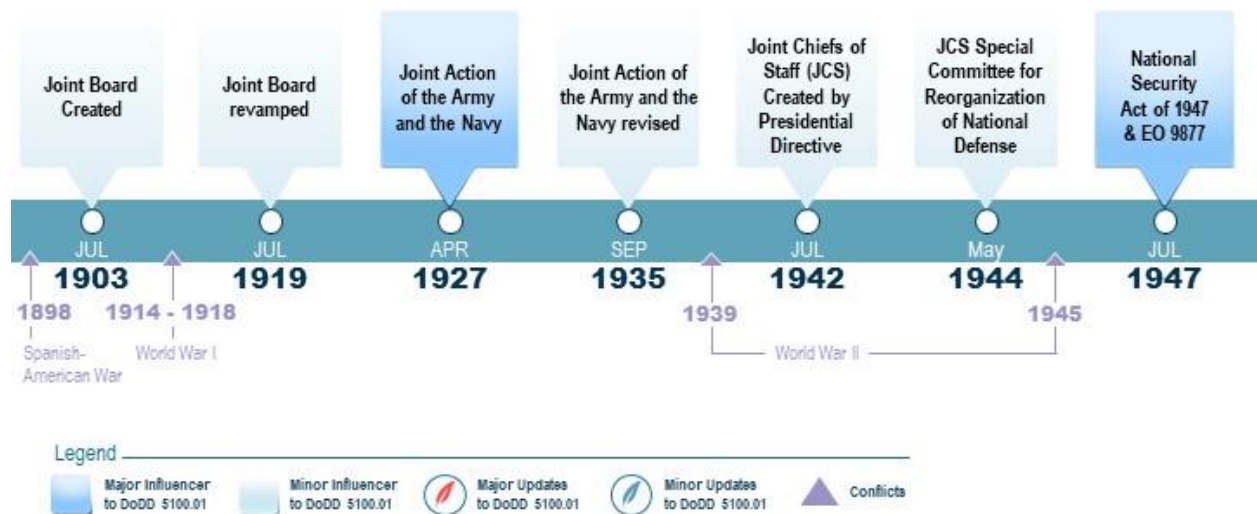 Joint Board
Created
Joint Board
revamped
Joint Action
of the Army
and the Navy
Joint Action of
the Army and the
Navy revised
Joint Chiefs of
Staff (JCS)
Created by
Presidential
Directive
JCS Special
Committee for
Reorganization
of National
Defense
National
Security
Act of 1947
& EO 9877
JUL
1903
JUL
1919
APR
1927
SEP
1935
JUL
1942
May
1944
JUL
1947
1898
Spanish-
American War
1914 - 1918
World War I
1939
World War II
1945
Legend
Major Influencer
to DoDD 5100.01
Minor Influencer
to DoDD 5100.01
Major Updates
to DoDD 5100.01
Minor Updates
to DoDD 5100.01
Conflicts